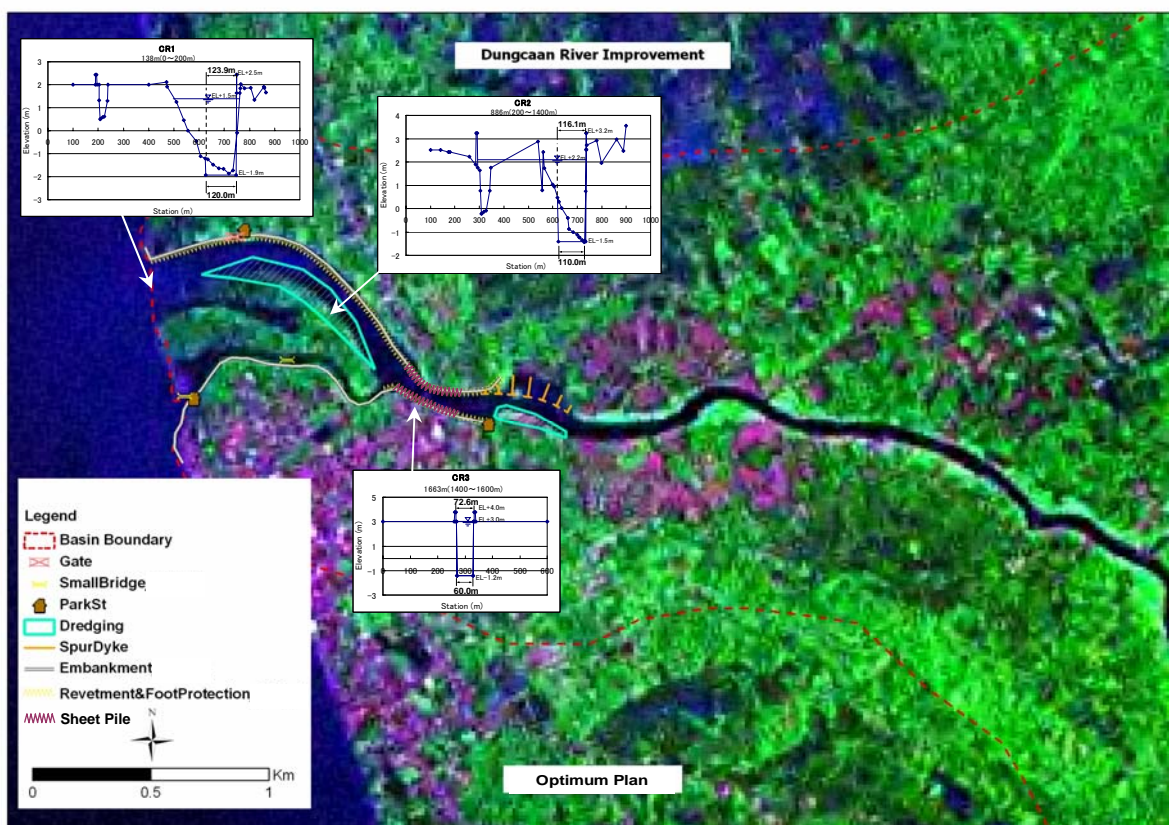 Dungcaan River Improvement
CR1
138m(0～200m)
123.9m
EL+2.5m
EL+1.5m
EL-1.9m
120.0m
3
2
1
0
-1
-2
-3
0 100 200 300 400 500 600 700 800 900 1000
Elevation (m)
Station (m)
CR2
886m(200～1400m)
116.1m
EL+3.2m
EL+2.2m
EL-1.5m
110.0m
4
3
2
1
0
-1
-2
0 100 200 300 400 500 600 700 800 900 1000
Elevation (m)
Station (m)
CR3
1663m(1400～1600m)
72.6m
EL+4.0m
EL+3.0m
EL-1.2m
60.0m
5
3
1
-1
-3
0 100 200 300 400 500 600
Elevation (m)
Station (m)
Legend
Basin Boundary
Gate
SmallBridge
ParkSt
Dredging
SpurDyke
Embankment
Revetment&FootProtection
Sheet Pile
N
Km
0 0.5 1
Optimum Plan